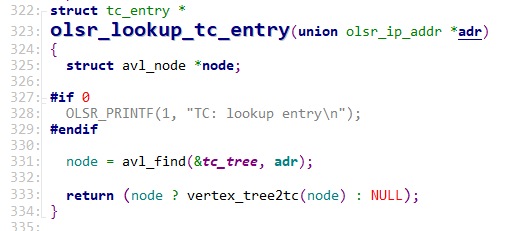 322: struct tc_entry *
323: olsr_lookup_tc_entry(union olsr_ip_addr *adr)
324: {
325:   struct avl_node *node;
326:
327: #if 0
328:   OLSR_PRINTF(1, "TC: lookup entry\n");
329: #endif
330:
331:   node = avl_find(&tc_tree, adr);
332:
333:   return (node ? vertex_tree2tc(node) : NULL);
334: }
335: